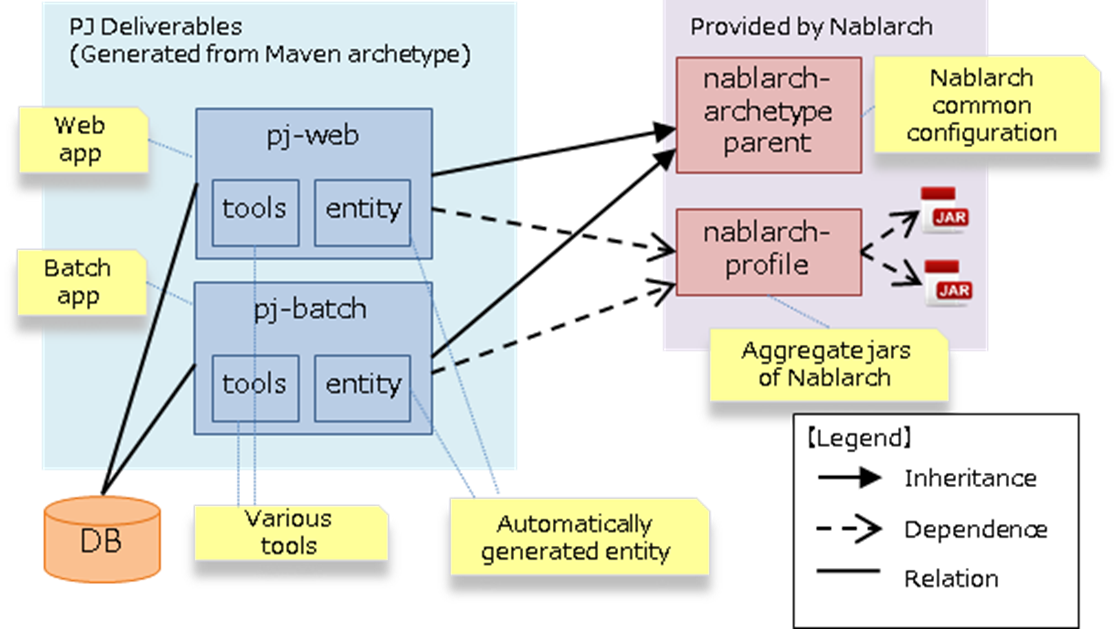 PJ Deliverables
(Generated from Maven archetype)
Provided by Nablarch
Web
app
pj-web
tools
entity
nablarch-
archetype
parent
Nablarch
common
configuration
Batch
app
pj-batch
tools
entity
nablarch-
profile
JAR
JAR
Aggregate jars
of Nablarch
DB
Various
tools
Automatically
generated entity
【Legend】
Inheritance
Dependence
Relation